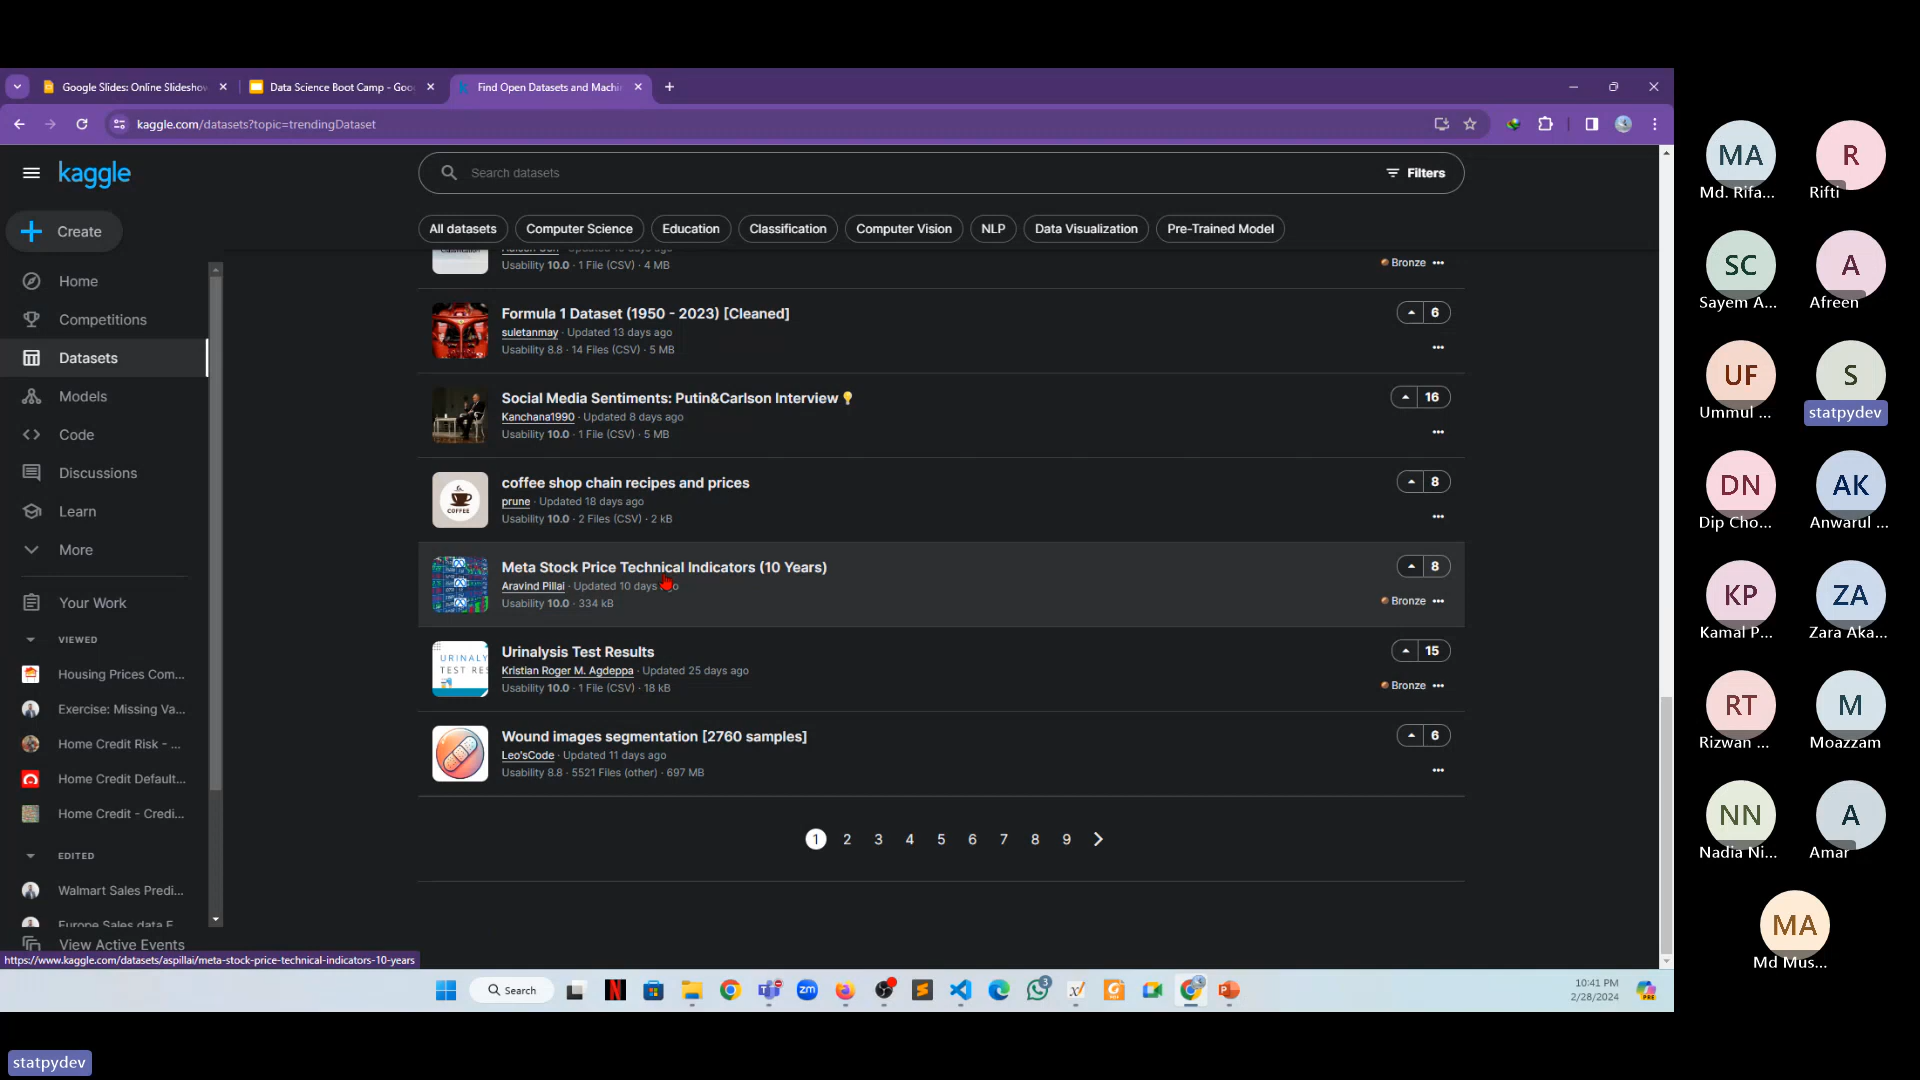 Google Slides: Online Slideshow
Data Science Boot Camp - Goo
Find Open Datasets and Machi
kaggle.com/datasets?topic=trendingDataset
kaggle
Search datasets
Filters
Create
All datasets
Computer Science
Education
Classification
Computer Vision
NLP
Data Visualization
Pre-Trained Model
Home
Competitions
Datasets
Models
Code
Discussions
Learn
More
Your Work
VIEWED
Housing Prices Com...
Exercise: Missing Va...
Home Credit Risk - ...
Home Credit Default...
Home Credit - Credi...
EDITED
Walmart Sales Predi...
Europe Sales data E
View Active Events
Usability 10.0 · 1 File (CSV) · 4 MB
Bronze
Formula 1 Dataset (1950 - 2023) [Cleaned]
suletanmay · Updated 13 days ago
Usability 8.8 · 14 Files (CSV) · 5 MB
6
Social Media Sentiments: Putin&Carlson Interview
Kanchana1990 · Updated 8 days ago
Usability 10.0 · 1 File (CSV) · 5 MB
16
coffee shop chain recipes and prices
prune · Updated 18 days ago
Usability 10.0 · 2 Files (CSV) · 2 kB
8
COFFEE
Meta Stock Price Technical Indicators (10 Years)
Aravind Pillai · Updated 10 days
Usability 10.0 · 334 kB
8
Bronze
Urinalysis Test Results
Kristian Roger M. Agdeppa · Updated 25 days ago
Usability 10.0 · 1 File (CSV) · 18 kB
15
Bronze
URINALY
TEST RES
Wound images segmentation [2760 samples]
Leo'sCode · Updated 11 days ago
Usability 8.8 · 5521 Files (other) · 697 MB
6
1 2 3 4 5 6 7 8 9
https://www.kaggle.com/datasets/aspillai/meta-stock-price-technical-indicators-10-years
Search
zm
3
10:41 PM
2/28/2024
PRE
MA
Md. Rifa...
R
Rifti
SC
Sayem A...
A
Afreen
UF
Ummul ...
S
statpydev
DN
Dip Cho...
AK
Anwarul ...
KP
Kamal P...
ZA
Zara Aka...
RT
Rizwan ...
M
Moazzam
NN
Nadia Ni...
A
Amar
MA
Md Mus...
statpydev